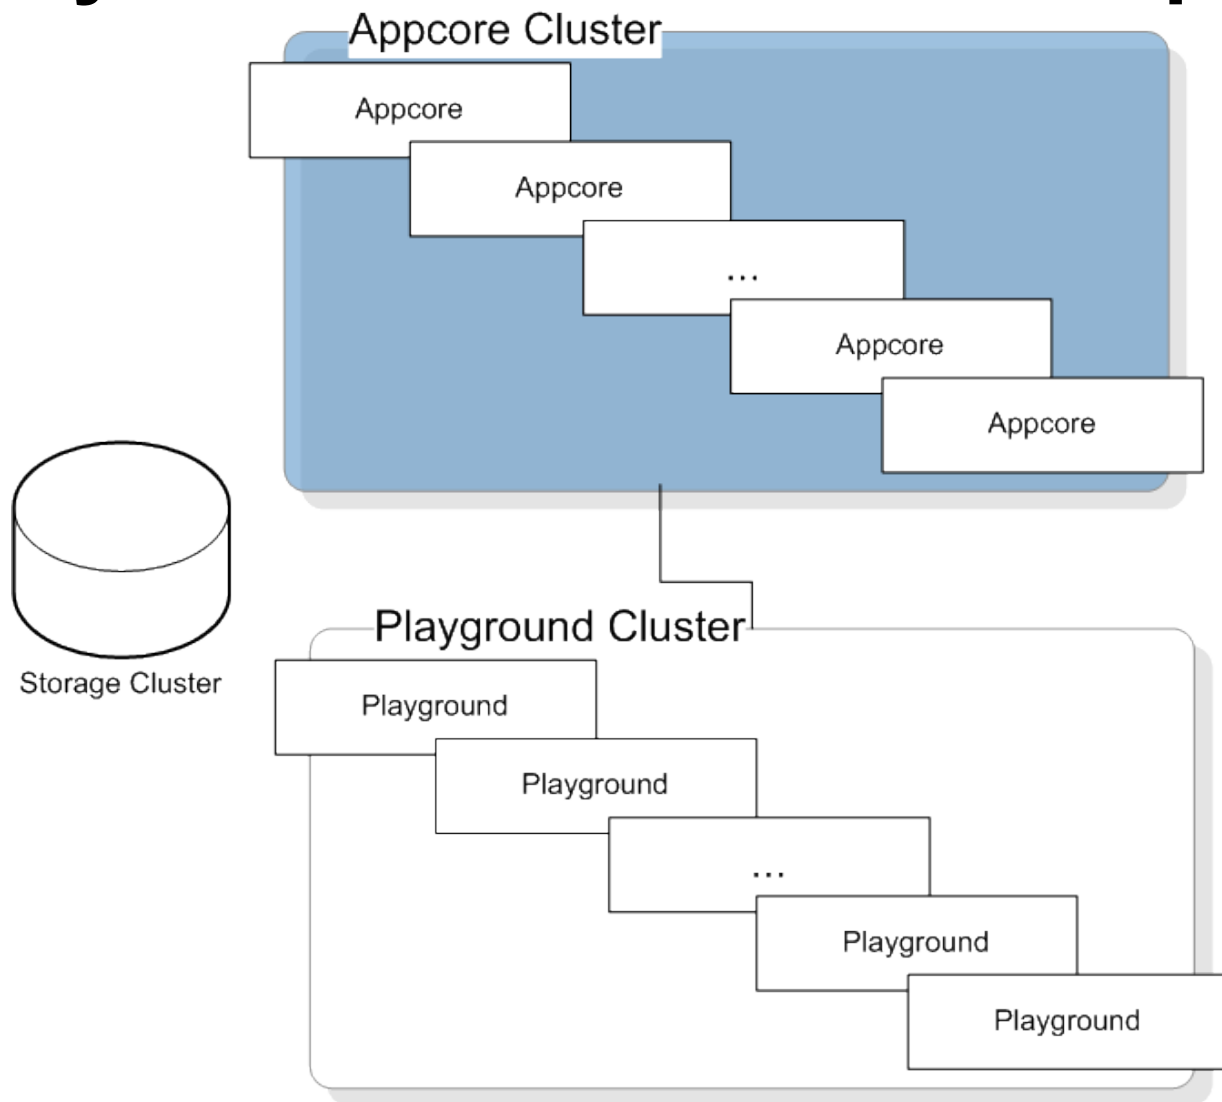 Appcore Cluster
Appcore
Appcore
...
Appcore
Appcore
Storage Cluster
Playground Cluster
Playground
Playground
...
Playground
Playground